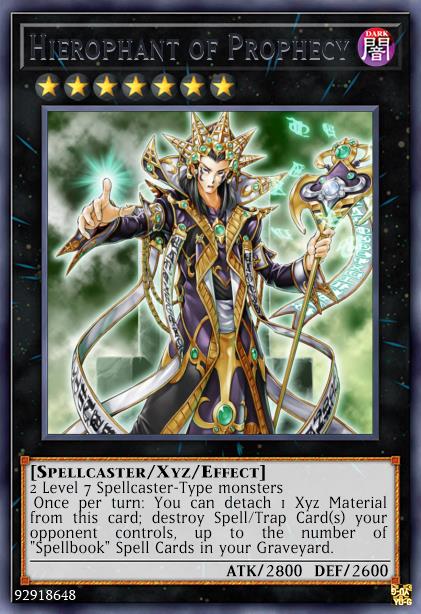 Hierophant of Prophecy
DARK
闇
[Spellcaster/Xyz/Effect]
2 Level 7 Spellcaster-Type monsters
Once per turn: You can detach 1 Xyz Material
from this card; destroy Spell/Trap Card(s) your
opponent controls, up to the number of
"Spellbook" Spell Cards in your Graveyard.
ATK/2800 DEF/2600
92918648